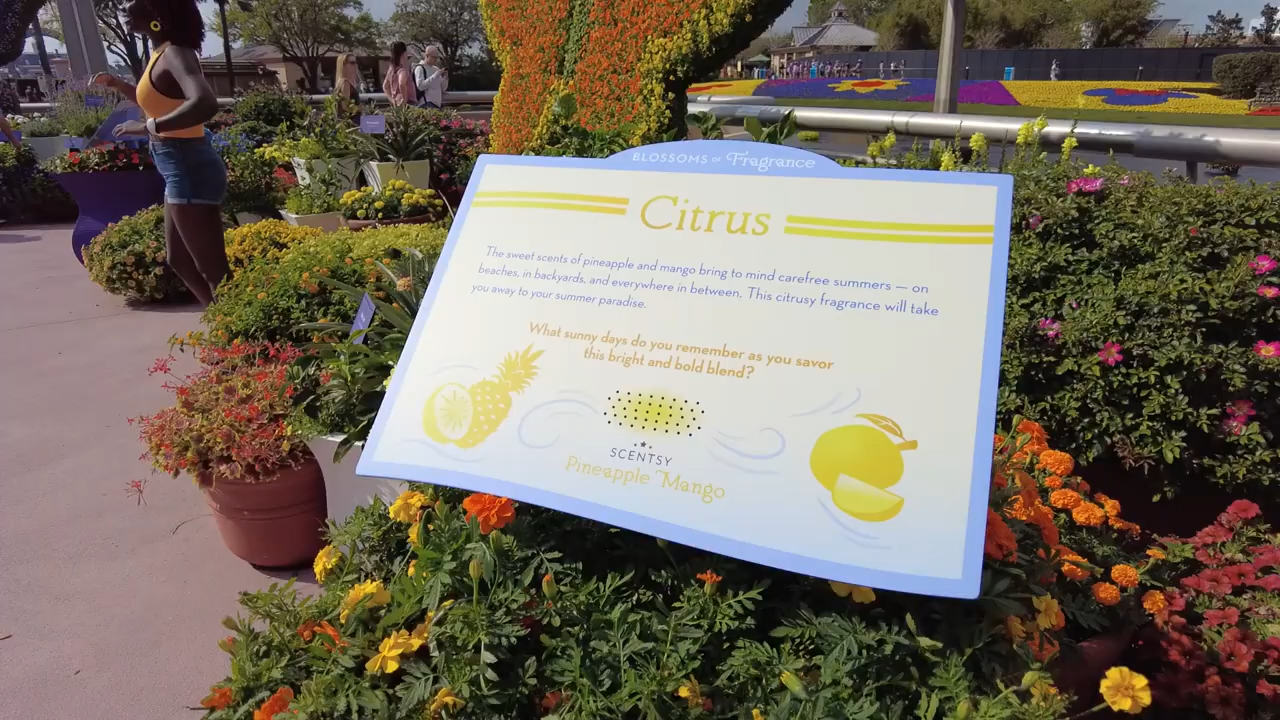 BLOSSOMS OF Fragrance
Citrus
The sweet scents of pineapple and mango bring to mind carefree summers — on
beaches, in backyards, and everywhere in between. This citrusy fragrance will take
you away to your summer paradise.
What sunny days do you remember as you savor
this bright and bold blend?
SCENTSY
Pineapple Mango